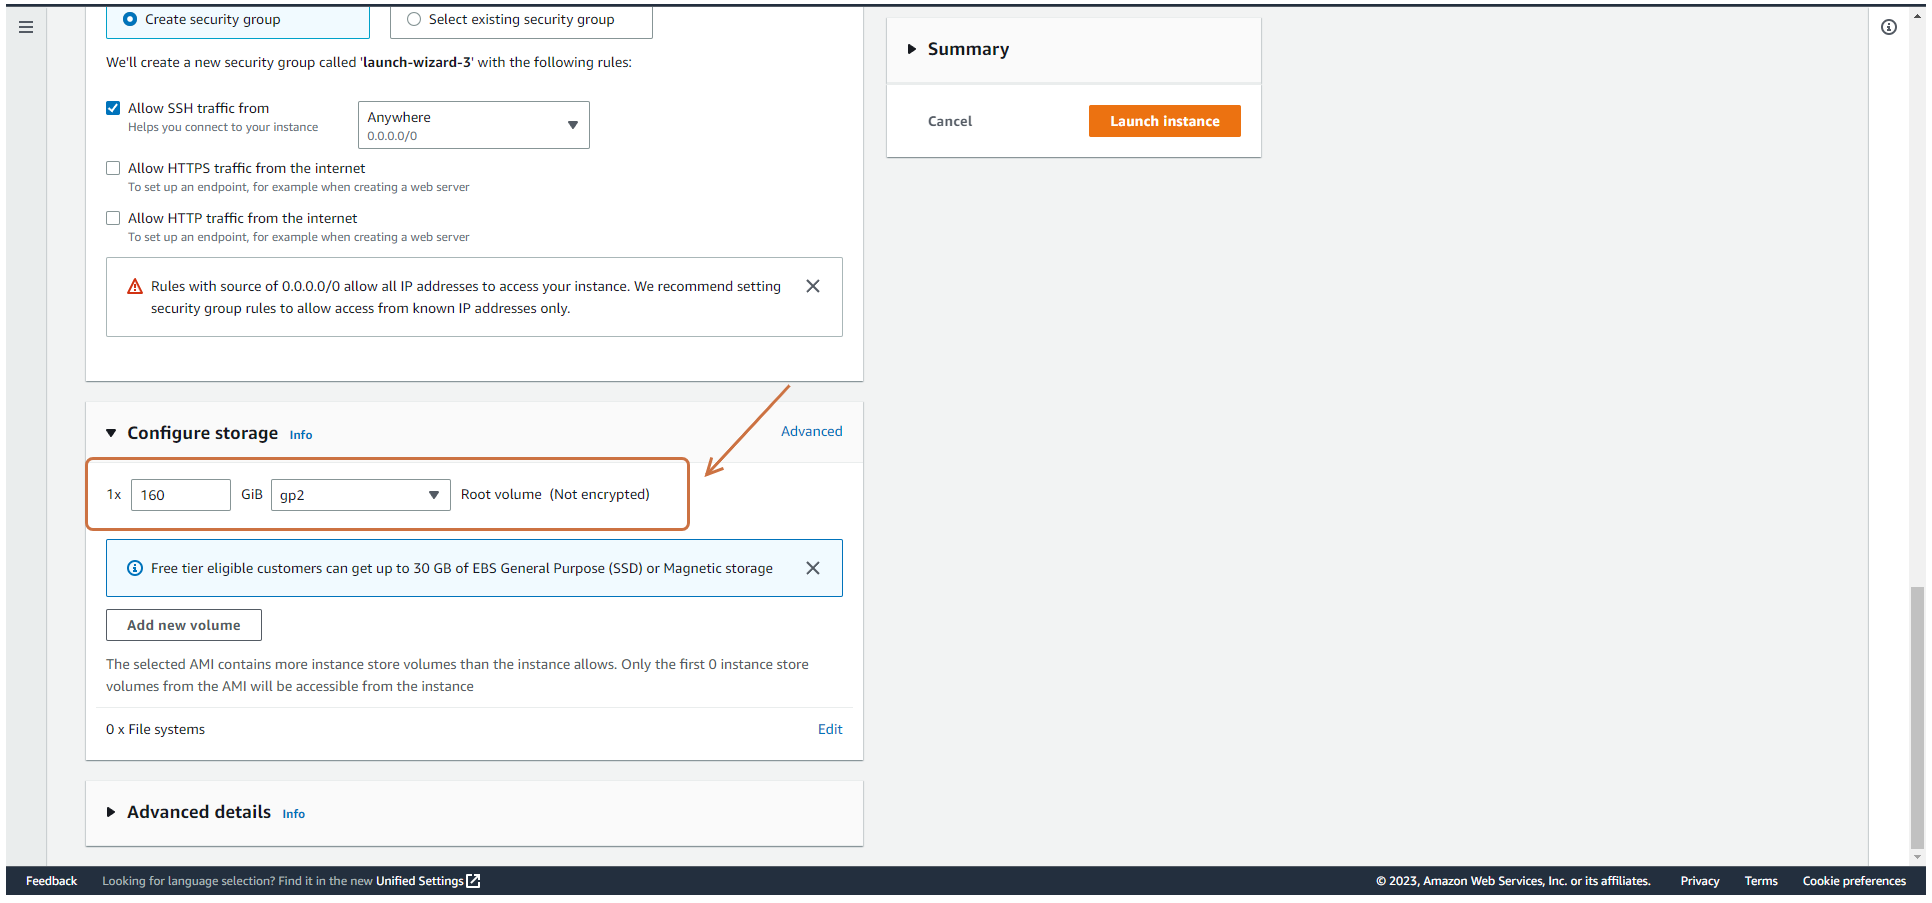 Create security group
Select existing security group
We'll create a new security group called 'launch-wizard-3' with the following rules:
Allow SSH traffic from
Helps you connect to your instance
Anywhere
0.0.0.0/0
Allow HTTPS traffic from the internet
To set up an endpoint, for example when creating a web server
Allow HTTP traffic from the internet
To set up an endpoint, for example when creating a web server
Rules with source of 0.0.0.0/0 allow all IP addresses to access your instance. We recommend setting
security group rules to allow access from known IP addresses only.
Configure storage Info
Advanced
1x 160 GiB gp2 Root volume (Not encrypted)
Free tier eligible customers can get up to 30 GB of EBS General Purpose (SSD) or Magnetic storage
Add new volume
The selected AMI contains more instance store volumes than the instance allows. Only the first 0 instance store
volumes from the AMI will be accessible from the instance
0 x File systems
Edit
Advanced details Info
Summary
Cancel
Launch instance
Feedback
Looking for language selection? Find it in the new Unified Settings
© 2023, Amazon Web Services, Inc. or its affiliates.
Privacy
Terms
Cookie preferences